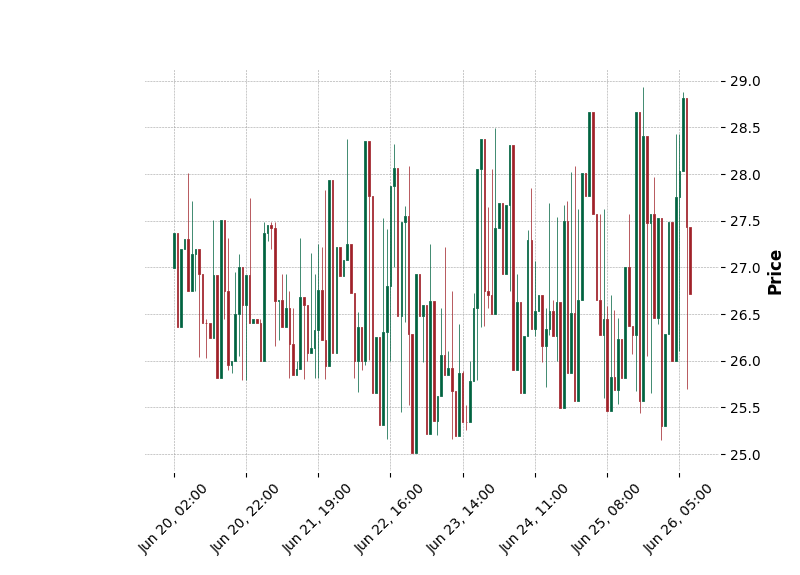 29.0
28.5
28.0
27.5
27.0
26.5
26.0
25.5
25.0
Price
Jun 20, 02:00
Jun 20, 22:00
Jun 21, 19:00
Jun 22, 16:00
Jun 23, 14:00
Jun 24, 11:00
Jun 25, 08:00
Jun 26, 05:00